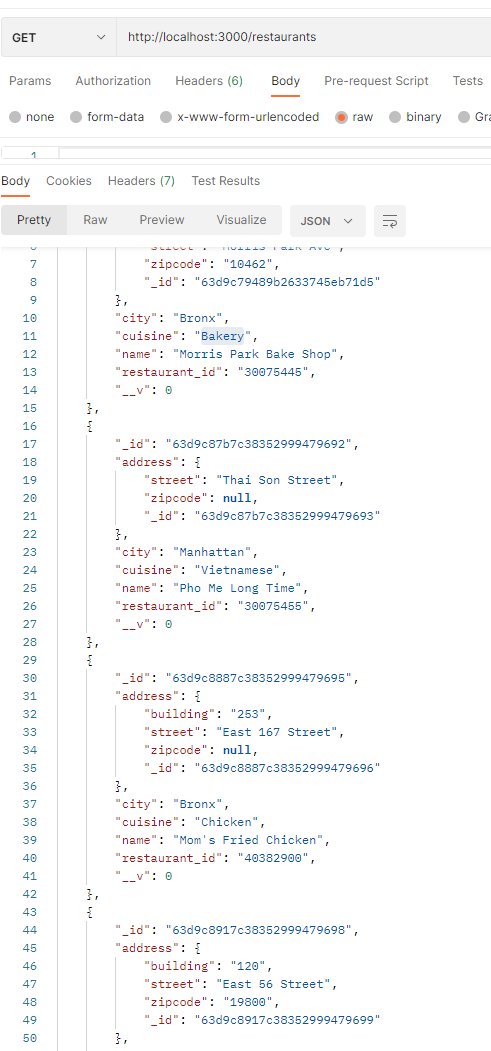 GET http://localhost:3000/restaurants
Params Authorization Headers (6) Body Pre-request Script Tests
none form-data x-www-form-urlencoded raw binary
1
Body Cookies Headers (7) Test Results
Pretty Raw Preview Visualize JSON
6 "street": "Morris Park Ave",
7 "zipcode": "10462",
8 "_id": "63d9c79489b2633745eb71d5"
9 },
10 "city": "Bronx",
11 "cuisine": "Bakery",
12 "name": "Morris Park Bake Shop",
13 "restaurant_id": "30075445",
14 "__v": 0
15 },
16 {
17 "_id": "63d9c87b7c38352999479692",
18 "address": {
19 "street": "Thai Son Street",
20 "zipcode": null,
21 "_id": "63d9c87b7c38352999479693"
22 },
23 "city": "Manhattan",
24 "cuisine": "Vietnamese",
25 "name": "Pho Me Long Time",
26 "restaurant_id": "30075455",
27 "__v": 0
28 },
29 {
30 "_id": "63d9c8887c38352999479695",
31 "address": {
32 "building": "253",
33 "street": "East 167 Street",
34 "zipcode": null,
35 "_id": "63d9c8887c38352999479696"
36 },
37 "city": "Bronx",
38 "cuisine": "Chicken",
39 "name": "Mom's Fried Chicken",
40 "restaurant_id": "40382900",
41 "__v": 0
42 },
43 {
44 "_id": "63d9c8917c38352999479698",
45 "address": {
46 "building": "120",
47 "street": "East 56 Street",
48 "zipcode": "19800",
49 "_id": "63d9c8917c38352999479699"
50 },